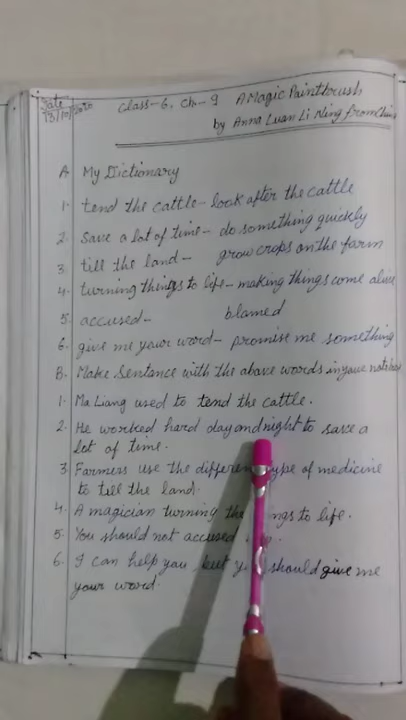 Date
13/10/2020
Class-6, Ch-9 A Magic Paintbrush
by Anna Luan Li Ning from China
A. My Dictionary
1. tend the cattle - look after the cattle
2. Save a lot of time - do something quickly
3. till the land - grow crops on the farm
4. turning things to life - making things come alive
5. accused - blamed
6. give me your word - promise me something
B. Make Sentence with the above words in your notebook
1. Ma Liang used to tend the cattle.
2. He worked hard day and night to save a
lot of time.
3. Farmers use the different type of medicine
to till the land.
4. A magician turning the things to life.
5. You should not accused
6. I can help you, but you should give me
your word.